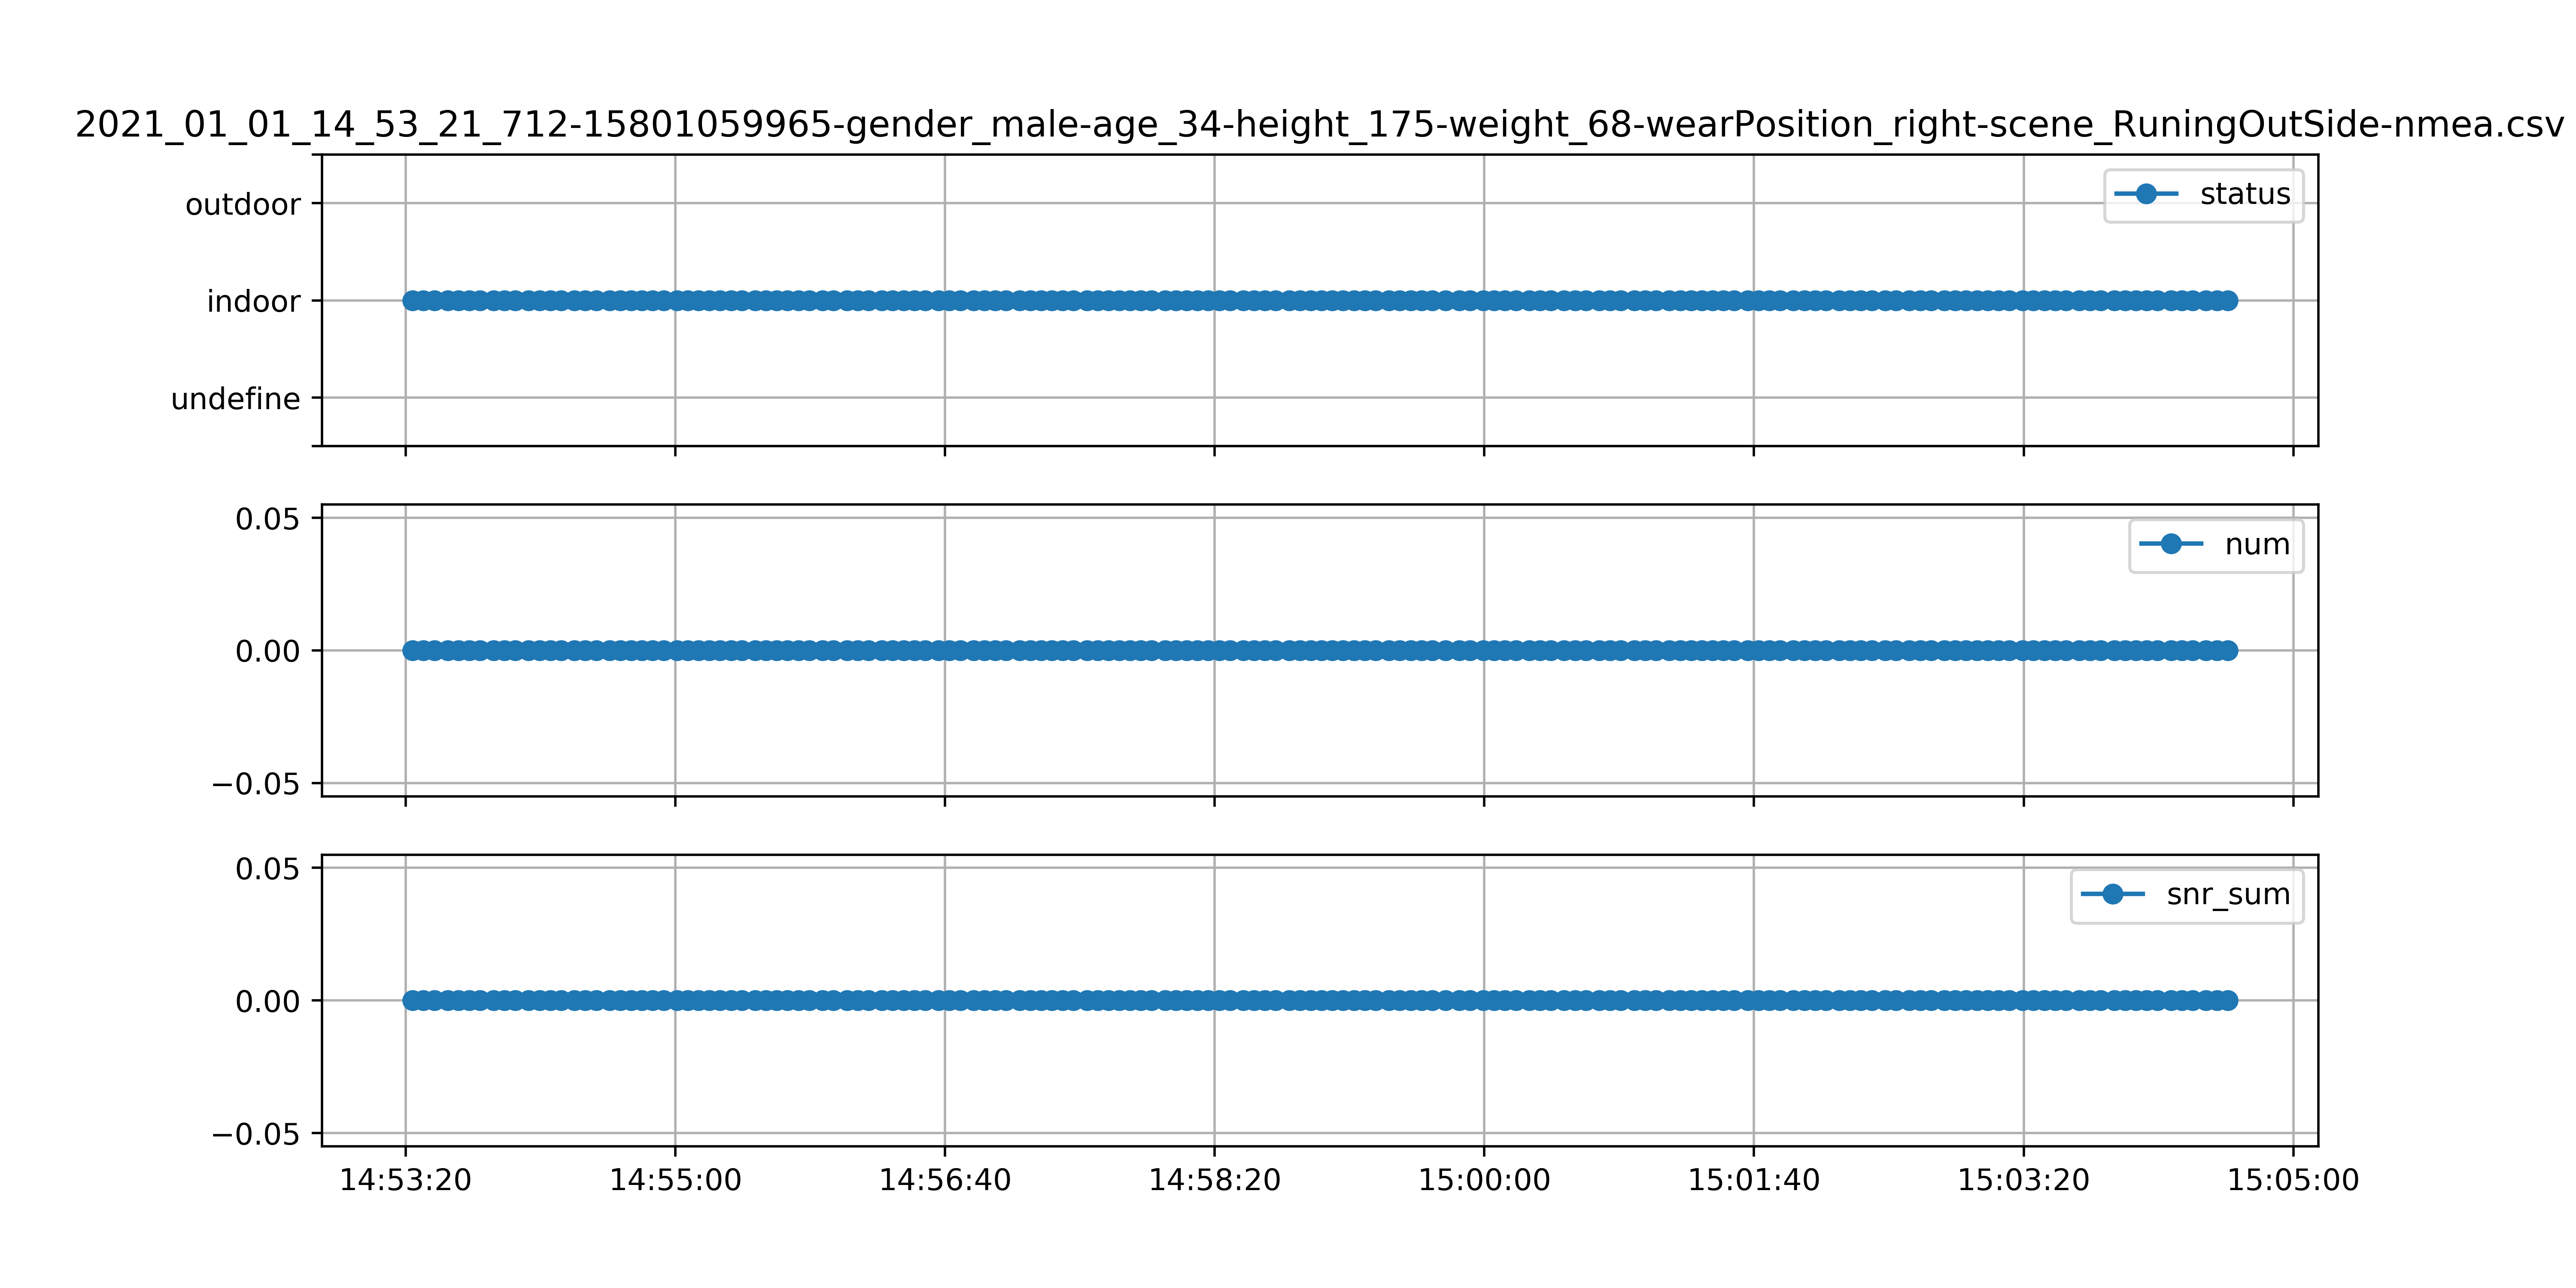 2021_01_01_14_53_21_712-15801059965-gender_male-age_34-height_175-weight_68-wearPosition_right-scene_RuningOutSide-nmea.csv
outdoor
indoor
undefine
status
0.05
0.00
−0.05
num
0.05
0.00
−0.05
snr_sum
14:53:20 14:55:00 14:56:40 14:58:20 15:00:00 15:01:40 15:03:20 15:05:00